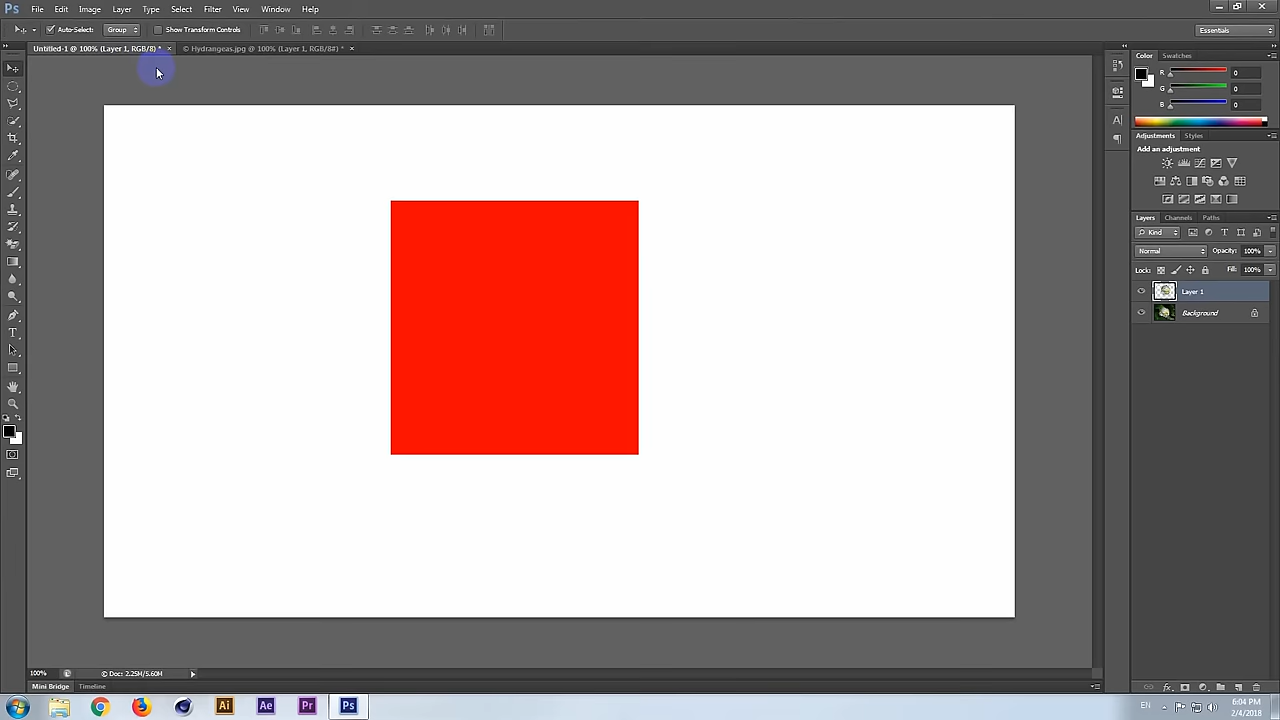 Ps File Edit Image Layer Type Select Filter View Window Help
Auto-Select: Group Show Transform Controls Essentials
Untitled-1 @ 100% (Layer 1, RGB/8) * × © Hydrangeas.jpg @ 100% (Layer 1, RGB/8#) * ×
Color Swatches
R 0
G 0
B 0
Adjustments Styles
Add an adjustment
Layers Channels Paths
Kind
Normal Opacity: 100%
Lock: Fill: 100%
Layer 1
Background
100% Doc: 2.25M/5.60M
Mini Bridge Timeline
Ai Ae Pr Ps EN 6:04 PM
2/4/2018